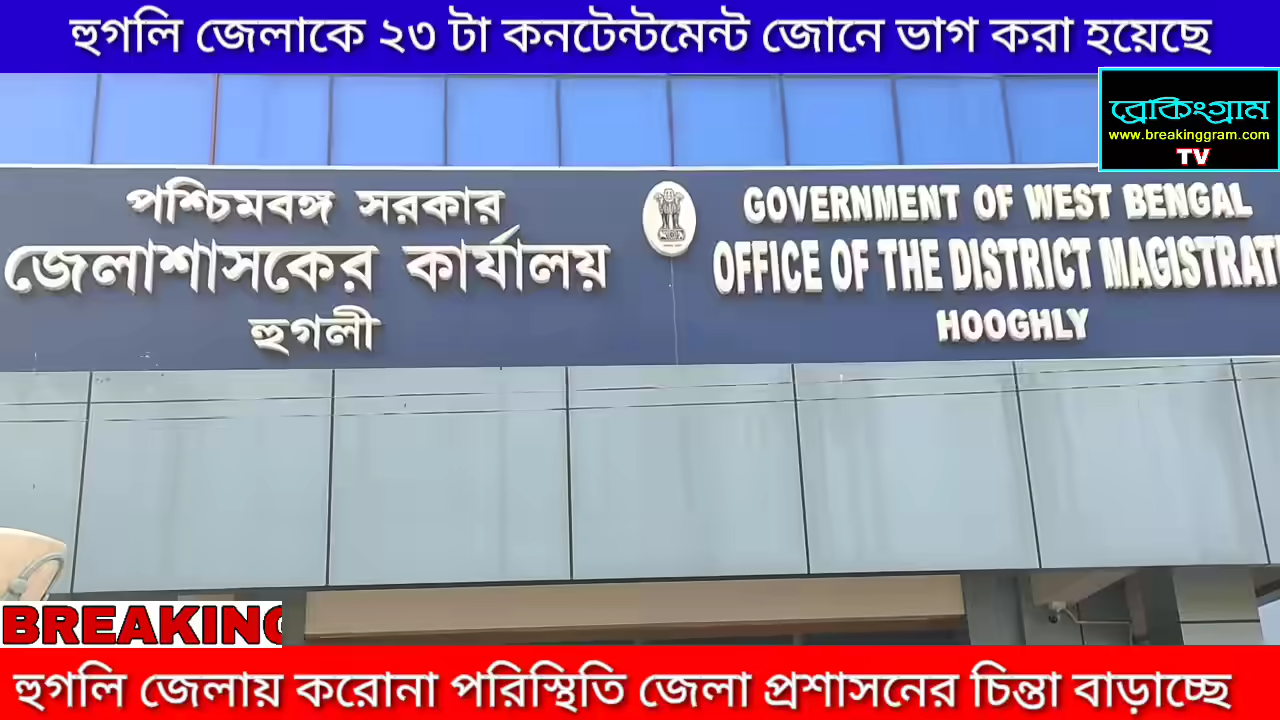 হুগলি জেলাকে ২৩ টা কনটেন্টমেন্ট জোনে ভাগ করা হয়েছে
ব্রেকিংগ্রাম
www.breakinggram.com
TV
পশ্চিমবঙ্গ সরকার
জেলাশাসকের কার্যালয়
হুগলী
GOVERNMENT OF WEST BENGAL
OFFICE OF THE DISTRICT MAGISTRATE
HOOGHLY
BREAKING
হুগলি জেলায় করোনা পরিস্থিতি জেলা প্রশাসনের চিন্তা বাড়াচ্ছে